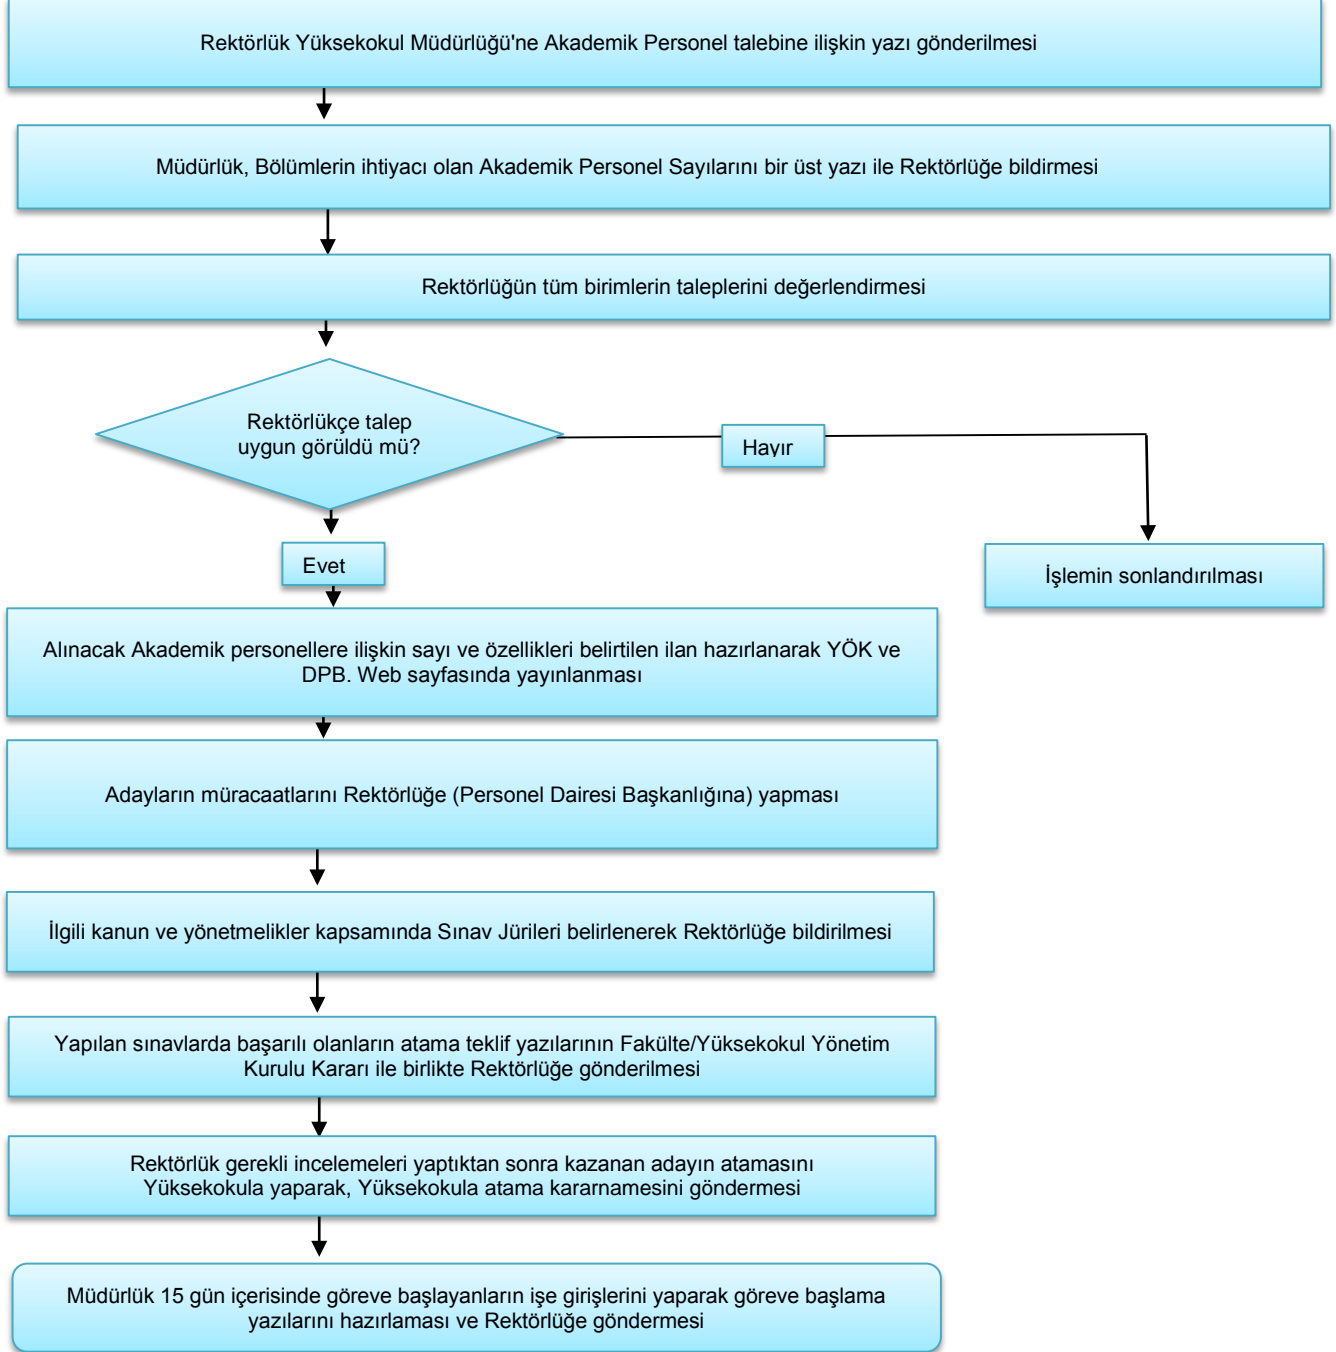 Rektörlük Yüksekokul Müdürlüğü'ne Akademik Personel talebine ilişkin yazı gönderilmesi
Müdürlük, Bölümlerin ihtiyacı olan Akademik Personel Sayılarını bir üst yazı ile Rektörlüğe bildirmesi
Rektörlüğün tüm birimlerin taleplerini değerlendirmesi
Rektörlükçe talep
uygun görüldü mü?
Hayır
Evet
İşlemin sonlandırılması
Alınacak Akademik personellere ilişkin sayı ve özellikleri belirtilen ilan hazırlanarak YÖK ve
DPB. Web sayfasında yayınlanması
Adayların müracaatlarını Rektörlüğe (Personel Dairesi Başkanlığına) yapması
İlgili kanun ve yönetmelikler kapsamında Sınav Jürileri belirlenerek Rektörlüğe bildirilmesi
Yapılan sınavlarda başarılı olanların atama teklif yazılarının Fakülte/Yüksekokul Yönetim
Kurulu Kararı ile birlikte Rektörlüğe gönderilmesi
Rektörlük gerekli incelemeleri yaptıktan sonra kazanan adayın atamasını
Yüksekokula yaparak, Yüksekokula atama kararnamesini göndermesi
Müdürlük 15 gün içerisinde göreve başlayanların işe girişlerini yaparak göreve başlama
yazılarını hazırlaması ve Rektörlüğe göndermesi